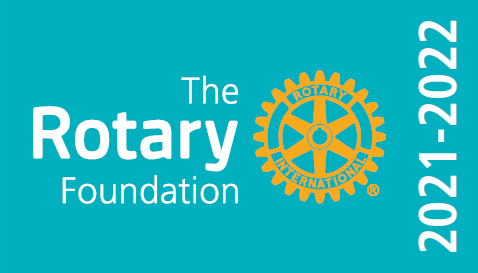 The
Rotary
Foundation
ROTARY
INTERNATIONAL
®
2021-2022